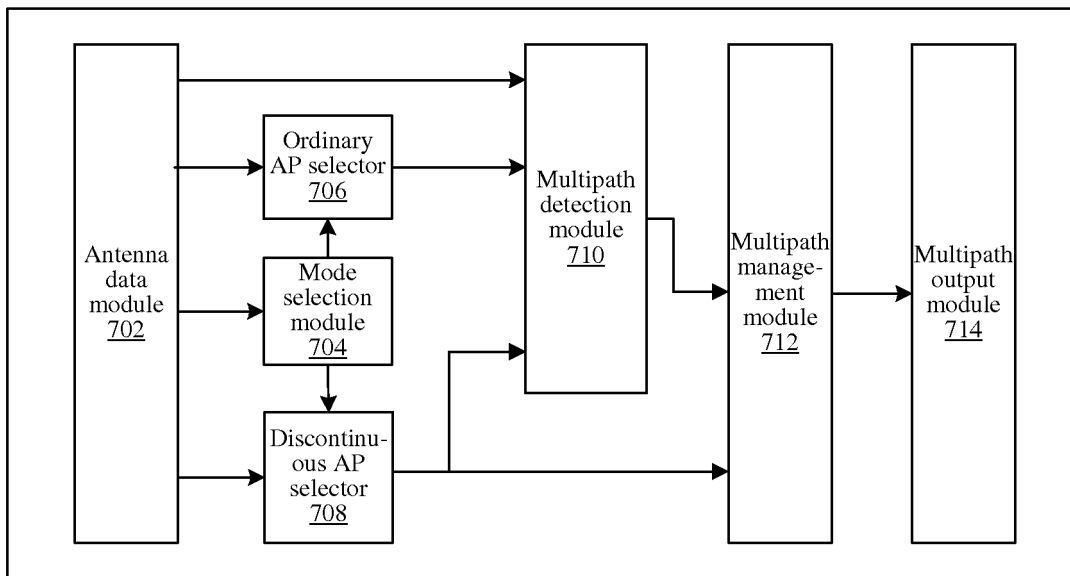 Antenna
data
module
702
Ordinary
AP selector
706
Mode
selection
module
704
Discontinu-
ous AP
selector
708
Multipath
detection
module
710
Multipath
manage-
ment
module
712
Multipath
output
module
714